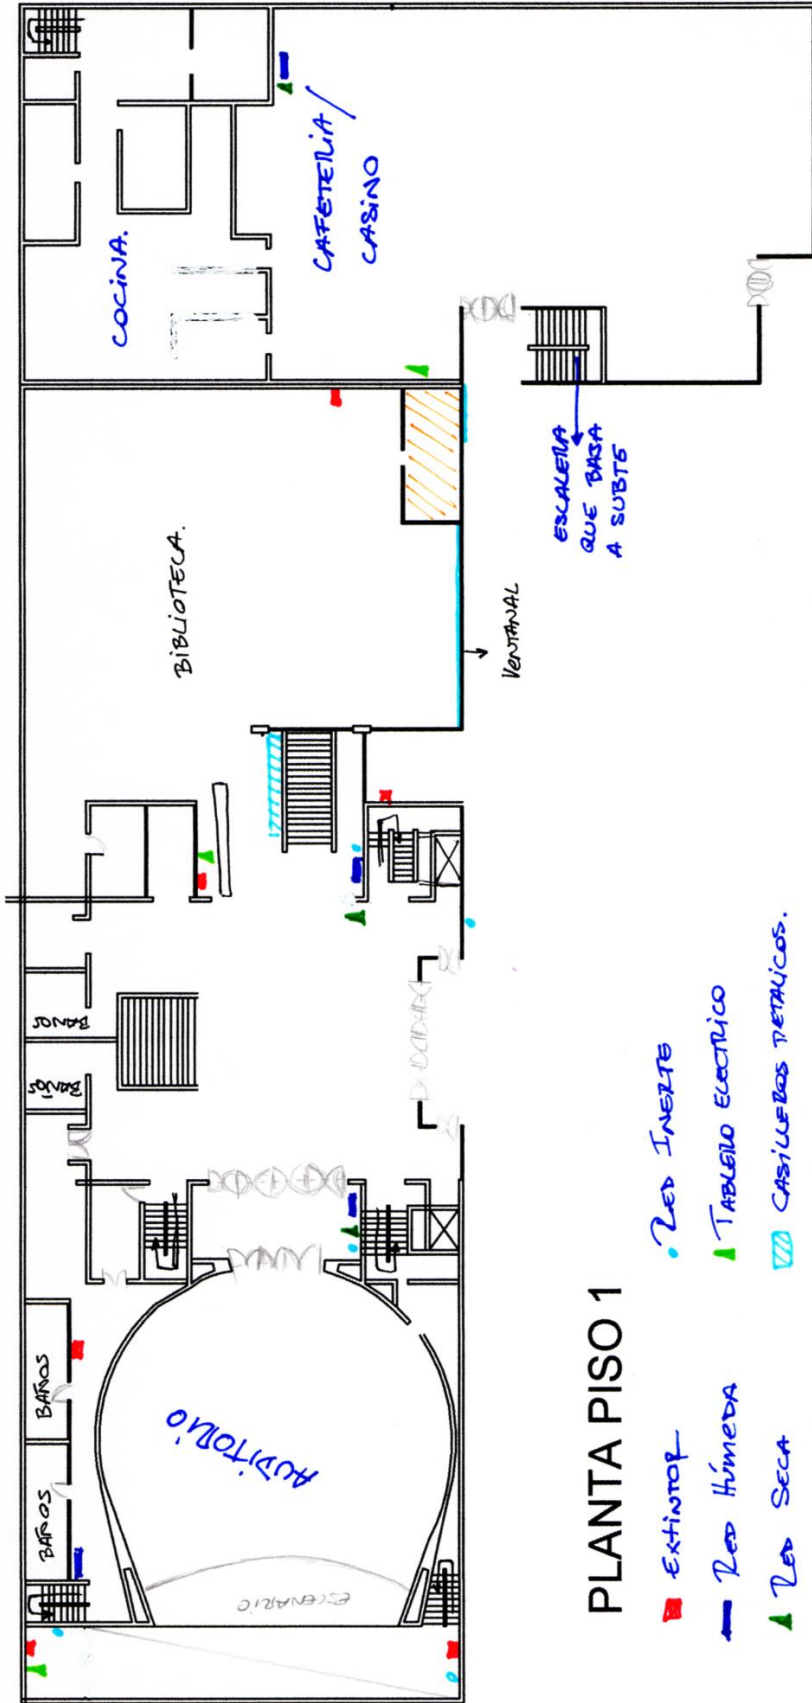 COCINA.
CAFETERIA /
CASINO
BIBLIOTECA.
VENTANAL
ESCALERA
QUE BAJA
A SUBTE
BAÑOS
BAÑOS
BAÑOS
BAÑOS
AUDITORIO
ESCENARIO
PLANTA PISO 1
EXTINTOR
RED HÚMEDA
RED SECA
RED INERTE
TABLERO ELECTRICO
CASILLEROS METALICOS.